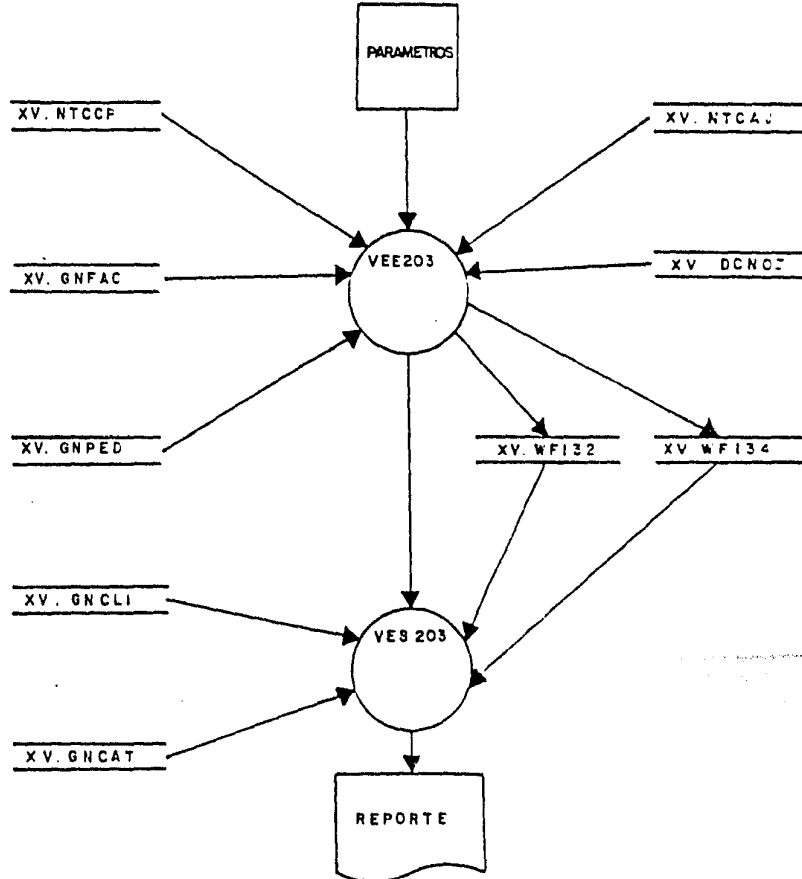 PARAMETROS
XV. NTCCP
XV. NTCAJ
VEE203
XV. GNFAC
XV.
XV. GNPED
XV. WF132
XV WF134
XV. GNCLI
VES 203
XV. GNCAT
REPORTE